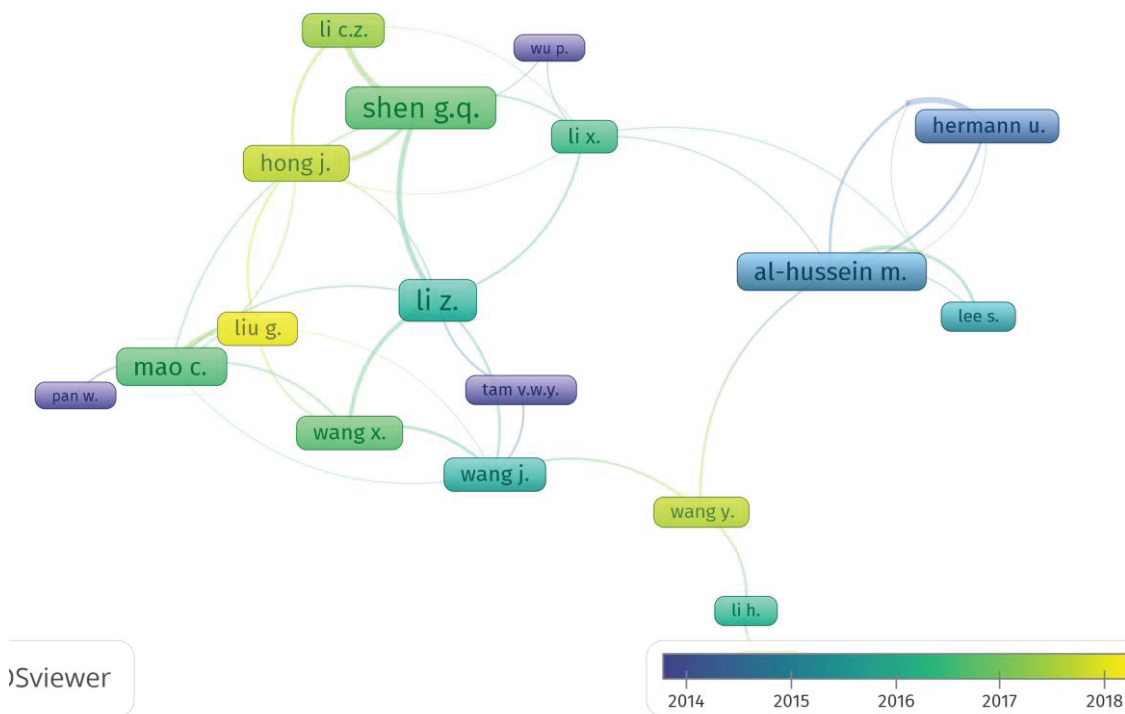 li c.z.
wu p.
shen g.q.
hermann u.
li x.
hong j.
al-hussein m.
li z.
lee s.
liu g.
mao c.
pan w.
tam v.w.y.
wang x.
wang j.
wang y.
li h.
Sviewer
2014 2015 2016 2017 2018